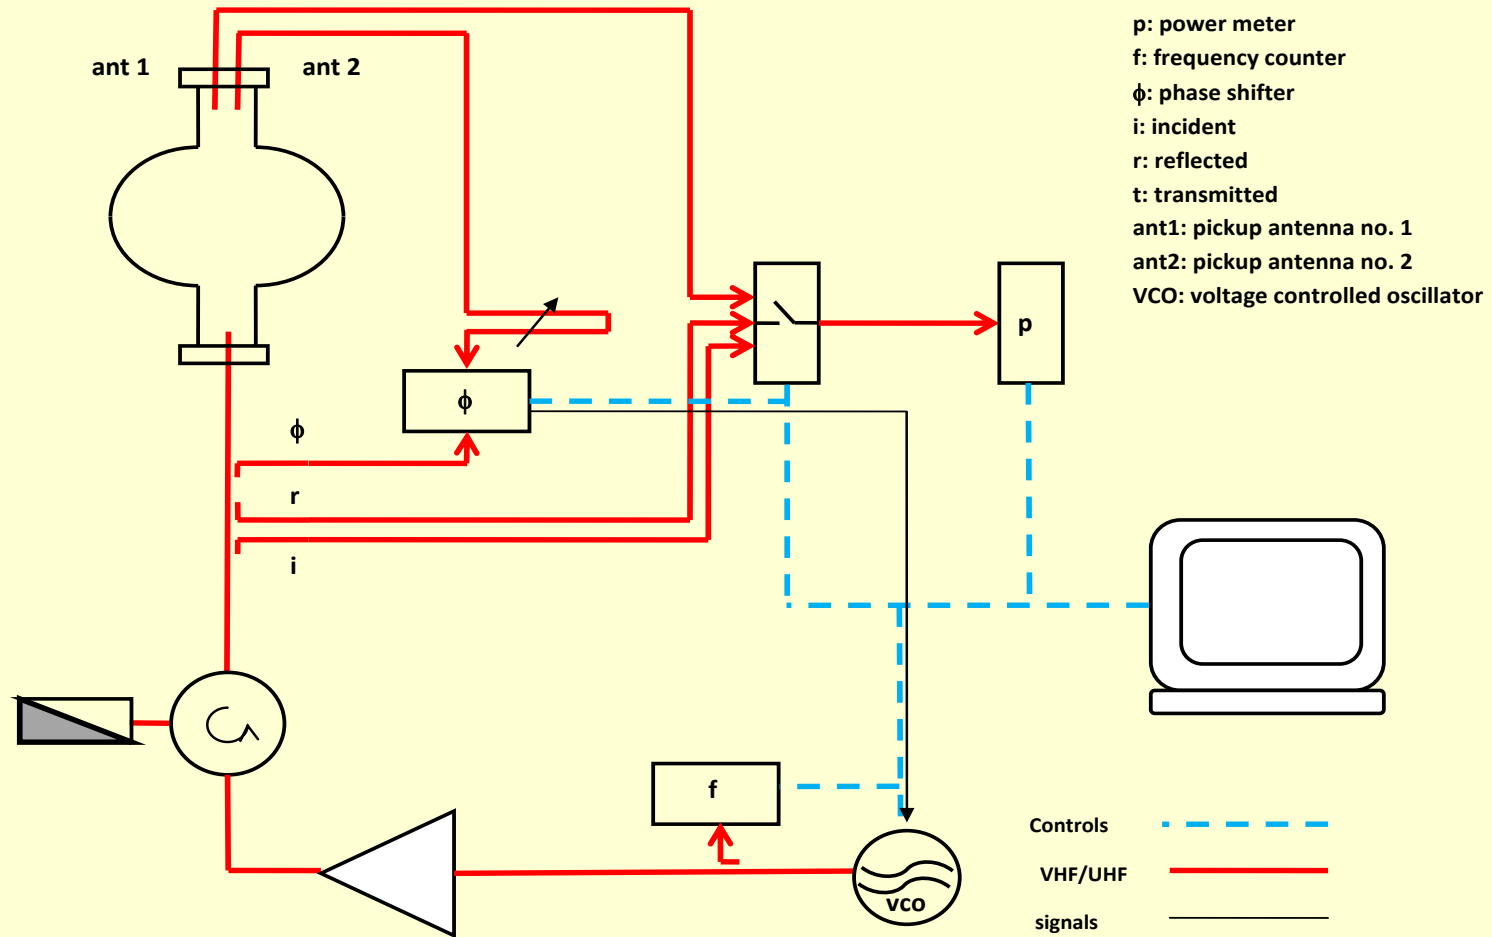 p: power meter
f: frequency counter
ϕ: phase shifter
i: incident
r: reflected
t: transmitted
ant1: pickup antenna no. 1
ant2: pickup antenna no. 2
VCO: voltage controlled oscillator
ant 1
ant 2
p
ϕ
ϕ
r
i
f
VCO
Controls
VHF/UHF
signals